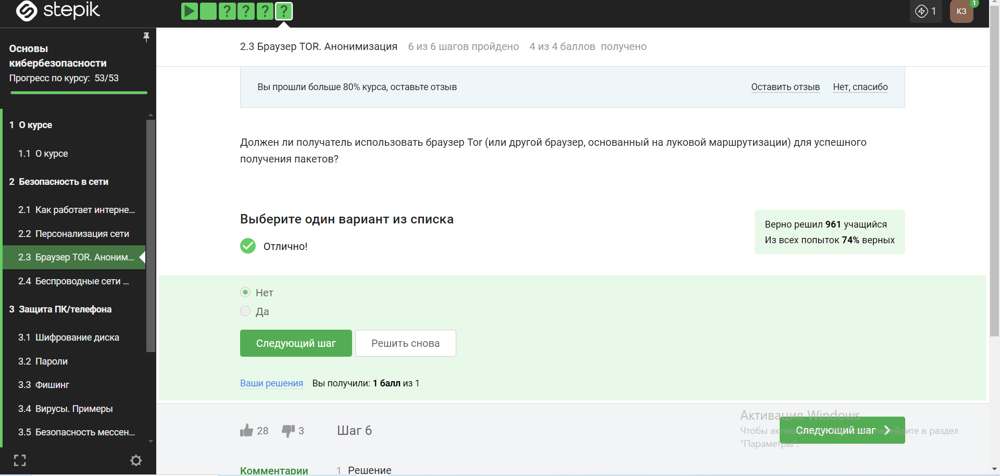 stepik
? ? ? ?
1
КЗ
1
Основы
кибербезопасности
Прогресс по курсу: 53/53
1 О курсе
1.1 О курсе
2 Безопасность в сети
2.1 Как работает интерне...
2.2 Персонализация сети
2.3 Браузер TOR. Аноним...
2.4 Беспроводные сети ...
3 Защита ПК/телефона
3.1 Шифрование диска
3.2 Пароли
3.3 Фишинг
3.4 Вирусы. Примеры
3.5 Безопасность мессен...
2.3 Браузер TOR. Анонимизация 6 из 6 шагов пройдено 4 из 4 баллов получено
Вы прошли больше 80% курса, оставьте отзыв
Оставить отзыв Нет, спасибо
Должен ли получатель использовать браузер Tor (или другой браузер, основанный на луковой маршрутизации) для успешного
получения пакетов?
Выберите один вариант из списка
Отлично!
Верно решил 961 учащийся
Из всех попыток 74% верных
Нет
Да
Следующий шаг
Решить снова
Ваши решения Вы получили: 1 балл из 1
28 3 Шаг 6
Следующий шаг
Активация Windows
Чтобы активировать Windows, перейдите в раздел
"Параметры".
Комментарии 1 Решение